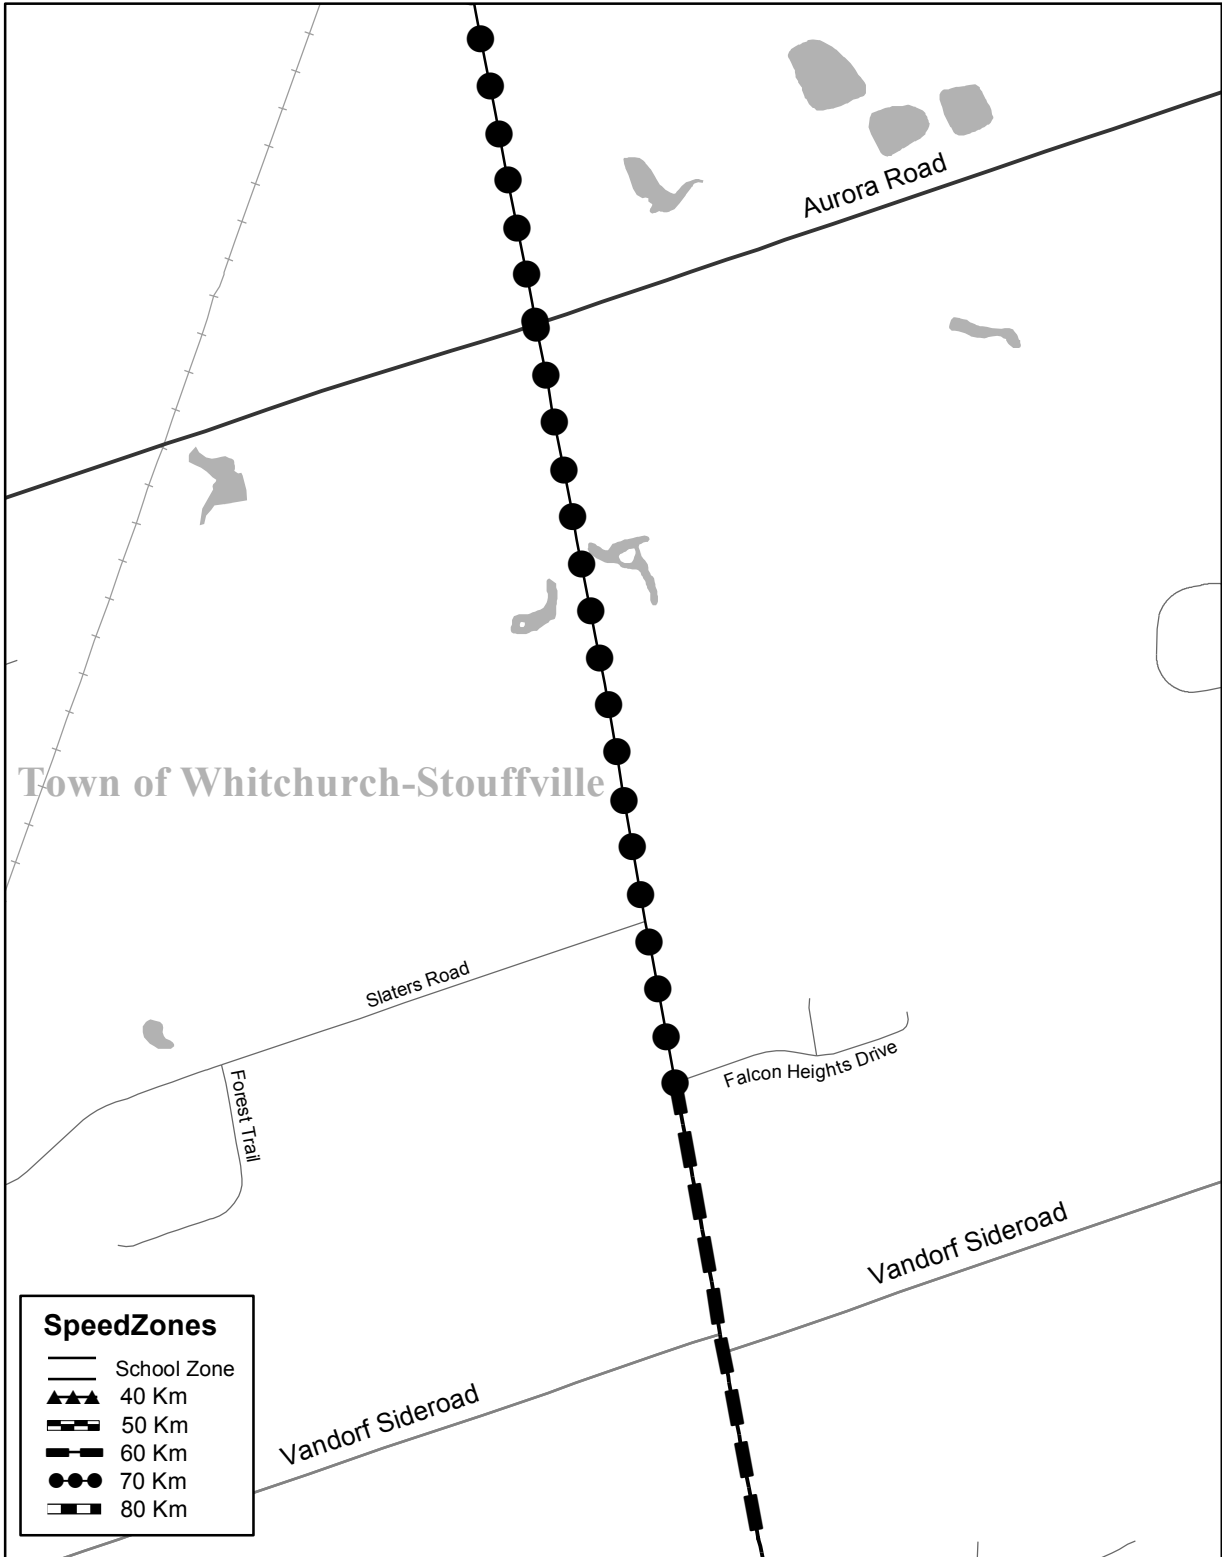 Aurora Road
Town of Whitchurch-Stouffville
Slaters Road
Falcon Heights Drive
Forest Trail
Vandorf Sideroad
Vandorf Sideroad
SpeedZones
School Zone
40 Km
50 Km
60 Km
70 Km
80 Km